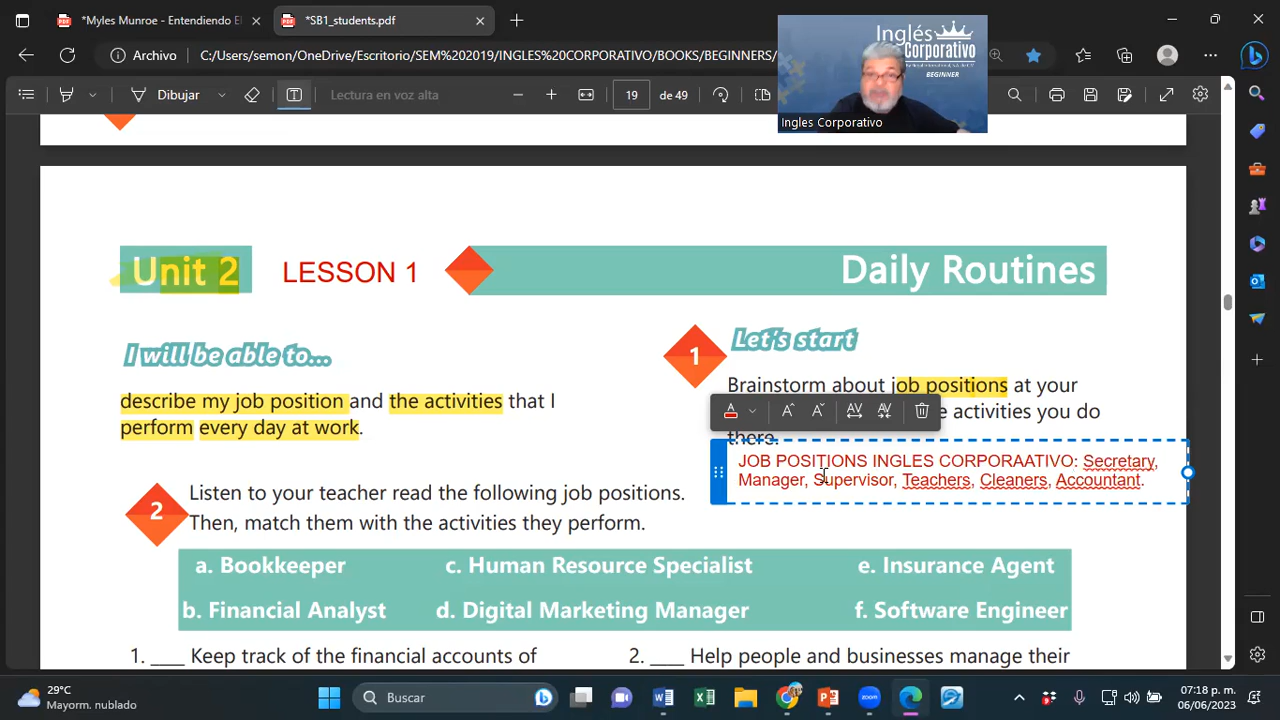 *Myles Munroe - Entendiendo El
*SB1_students.pdf
Archivo
C:/Users/servon/OneDrive/Escritorio/SEM%202019/INGLES%20CORPORATIVO/BOOKS/BEGINNERS/
Dibujar
Lectura en voz alta
19
de 49
Inglés
Corporativo
BEGINNER
Ingles Corporativo
Unit 2
LESSON 1
Daily Routines
I will be able to...
describe my job position and the activities that I
perform every day at work.
1
Let's start
Brainstorm about job positions at your
e activities you do
there.
JOB POSITIONS INGLES CORPORAATIVO: Secretary,
Manager, Supervisor, Teachers, Cleaners, Accountant.
2
Listen to your teacher read the following job positions.
Then, match them with the activities they perform.
a. Bookkeeper
c. Human Resource Specialist
e. Insurance Agent
b. Financial Analyst
d. Digital Marketing Manager
f. Software Engineer
1. ____ Keep track of the financial accounts of
2. ____ Help people and businesses manage their
29°C
Mayorm. nublado
Buscar
07:18 p. m.
06/06/2023